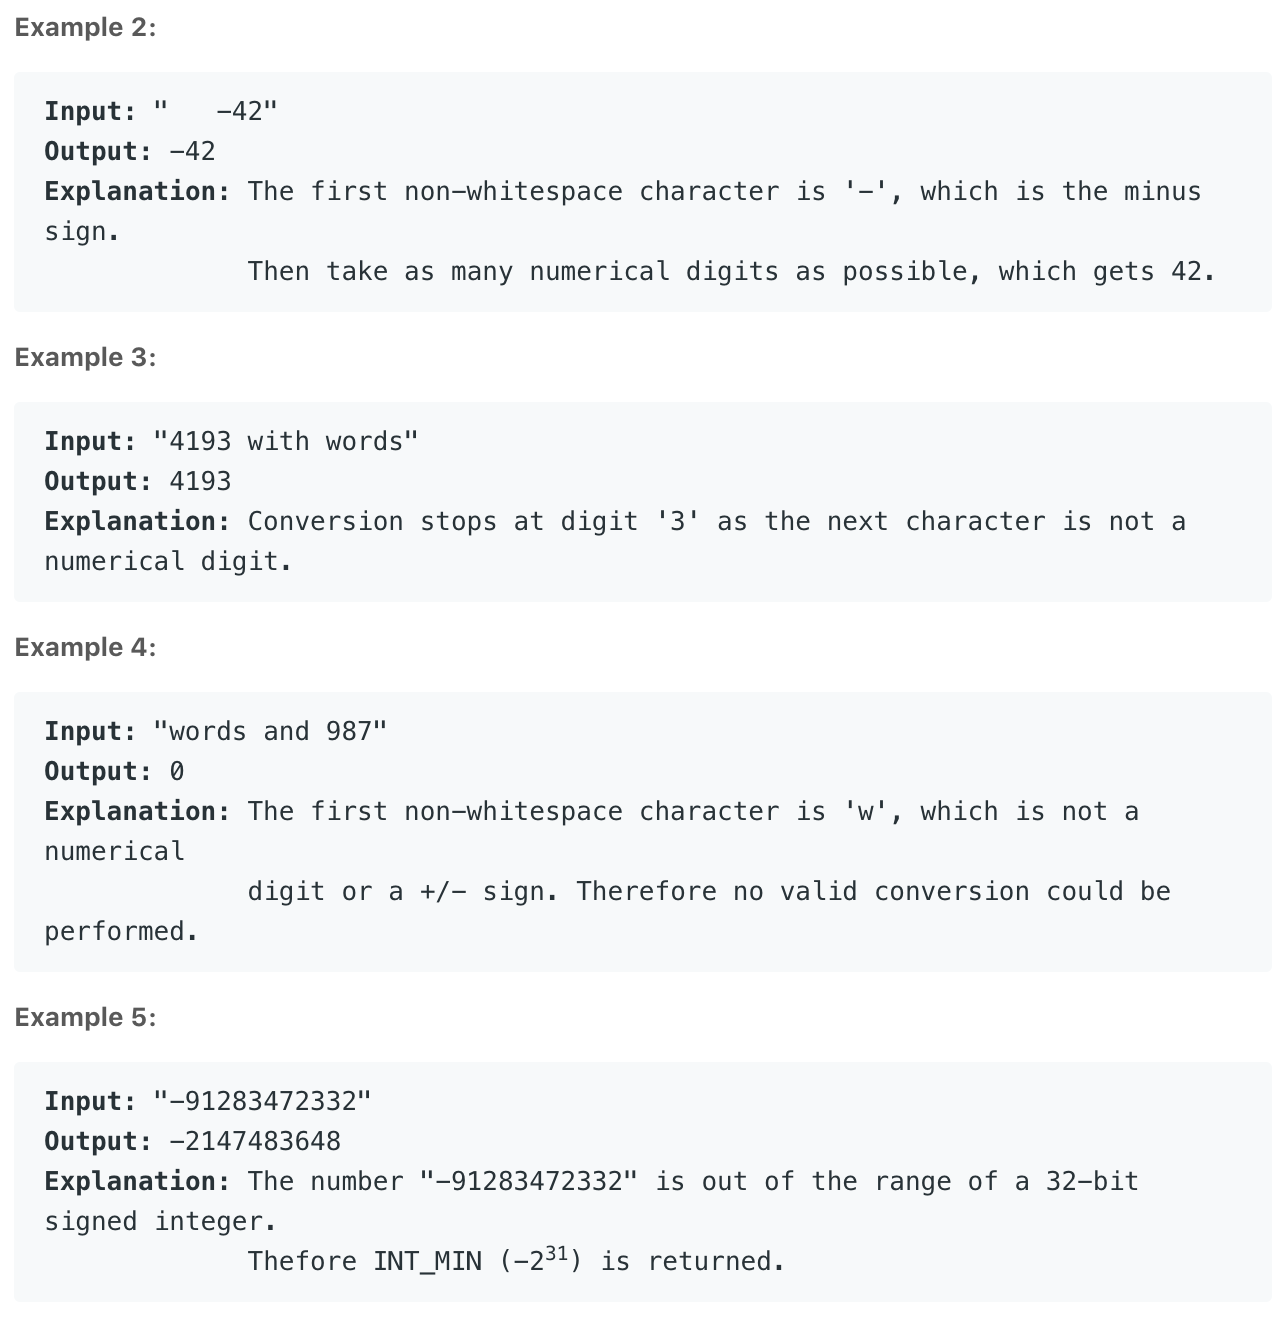 Example 2:
Input: "   -42"
Output: -42
Explanation: The first non-whitespace character is '-', which is the minus
sign.
             Then take as many numerical digits as possible, which gets 42.
Example 3:
Input: "4193 with words"
Output: 4193
Explanation: Conversion stops at digit '3' as the next character is not a
numerical digit.
Example 4:
Input: "words and 987"
Output: 0
Explanation: The first non-whitespace character is 'w', which is not a
numerical
             digit or a +/- sign. Therefore no valid conversion could be
performed.
Example 5:
Input: "-91283472332"
Output: -2147483648
Explanation: The number "-91283472332" is out of the range of a 32-bit
signed integer.
             Thefore INT_MIN (−2³¹) is returned.